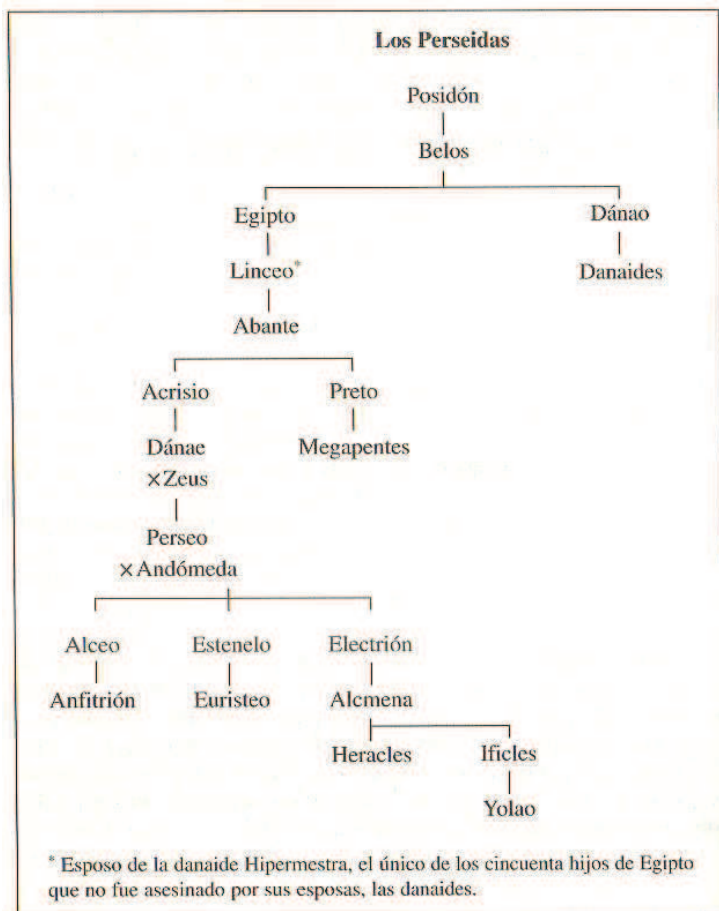 Los Perseidas
Posidón
Belos
Egipto Dánao
Linceo* Danaides
Abante
Acrisio Preto
Dánae Megapentes
×Zeus
Perseo
×Andómeda
Alceo Estenelo Electrión
Anfitrión Euristeo Alcmena
Heracles Ificles
Yolao
* Esposo de la danaide Hipermestra, el único de los cincuenta hijos de Egipto
que no fue asesinado por sus esposas, las danaides.